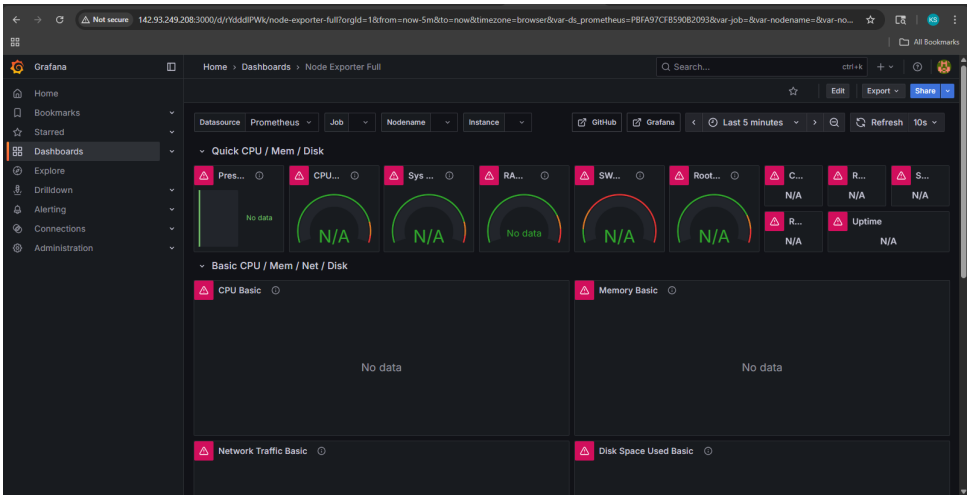 Not secure 142.93.249.208:3000/d/rYdddlPWk/node-exporter-full?orgId=1&from=now-5m&to=now&timezone=browser&var-ds_prometheus=PBFA97CFB590B2093&var-job=&var-nodename=&var-no...
KS
All Bookmarks
Grafana
Home › Dashboards › Node Exporter Full
Search...
ctrl+k
Home
Bookmarks
Starred
Dashboards
Explore
Drilldown
Alerting
Connections
Administration
Edit
Export
Share
Datasource Prometheus
Job
Nodename
Instance
GitHub
Grafana
Last 5 minutes
Refresh 10s
Quick CPU / Mem / Disk
Pres...
No data
CPU...
N/A
Sys ...
N/A
RA...
No data
SW...
N/A
Root...
N/A
C...
N/A
R...
N/A
S...
N/A
R...
N/A
Uptime
N/A
Basic CPU / Mem / Net / Disk
CPU Basic
No data
Memory Basic
No data
Network Traffic Basic
Disk Space Used Basic